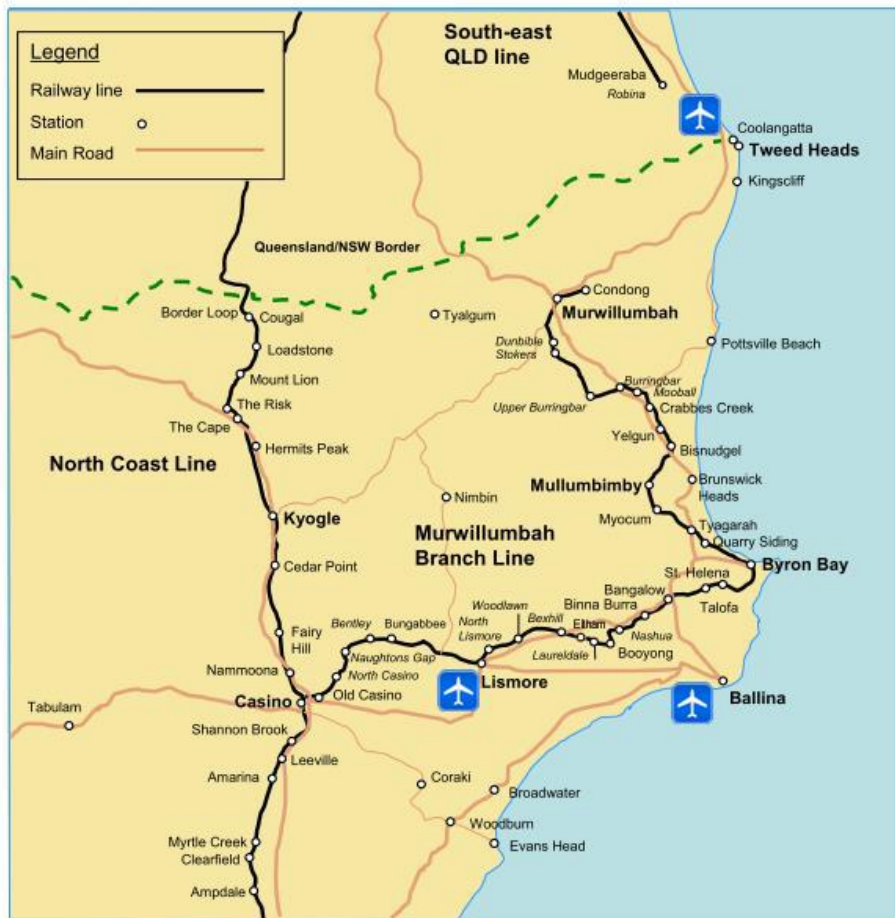 Legend
Railway line
Station
Main Road
South-east
QLD line
Mudgeeraba
Robina
Coolangatta
Tweed Heads
Kingscliff
Queensland/NSW Border
Border Loop
Cougal
Tyalgum
Condong
Murwillumbah
Loadstone
Dunbible
Stokers
Pottsville Beach
Mount Lion
Burringbar
Mooball
Upper Burringbar
Crabbes Creek
The Risk
The Cape
Yelgun
Hermits Peak
Bisnudgel
North Coast Line
Mullumbimby
Brunswick
Heads
Nimbin
Kyogle
Myocum
Tyagarah
Murwillumbah
Branch Line
Quarry Siding
Cedar Point
St. Helena
Byron Bay
Bangalow
Talofa
Woodlawn
Binna Burra
Bexhill
Eltham
Fairy
Hill
Bentley
Bungabbee
North
Lismore
Nashua
Laureldale
Booyong
Naughtons Gap
Nammoona
North Casino
Lismore
Casino
Old Casino
Ballina
Tabulam
Shannon Brook
Leeville
Amarina
Coraki
Broadwater
Woodburn
Myrtle Creek
Clearfield
Evans Head
Ampdale